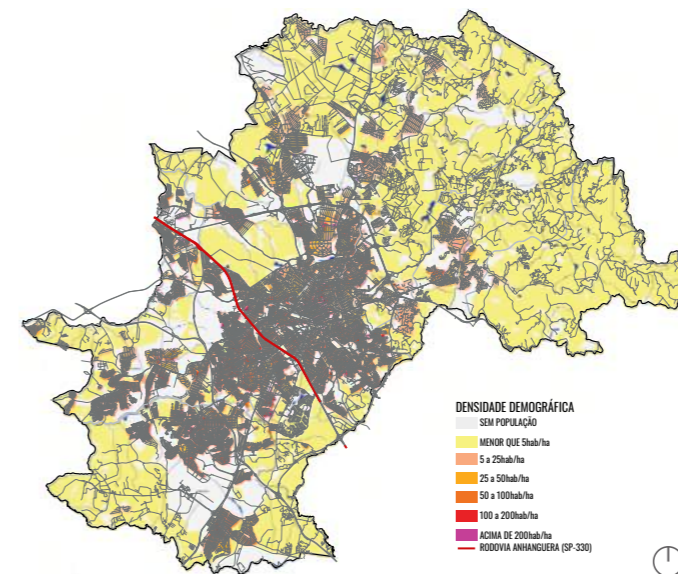 DENSIDADE DEMOGRÁFICA
SEM POPULAÇÃO
MENOR QUE 5hab/ha
5 a 25hab/ha
25 a 50hab/ha
50 a 100hab/ha
100 a 200hab/ha
ACIMA DE 200hab/ha
RODOVIA ANHANGUERA (SP-330)